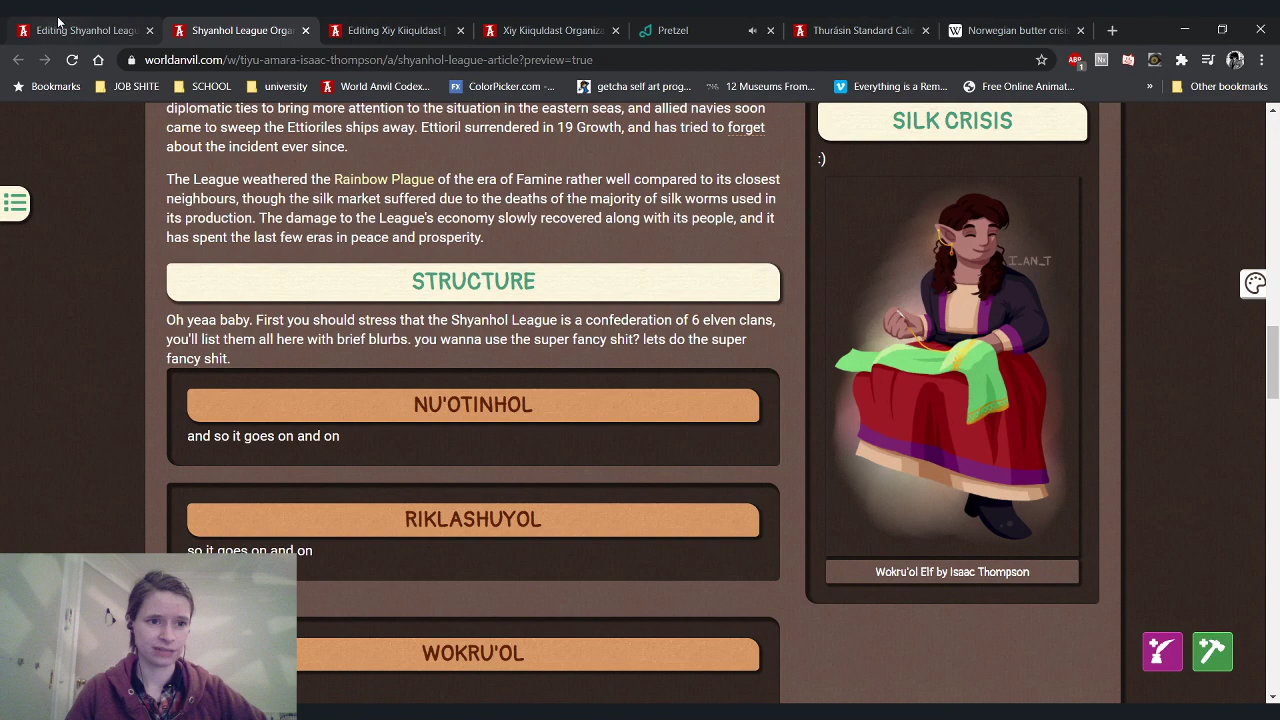 Editing Shyanhol Leagu
Shyanhol League Orga
Editing Xiy Kiiquldast |
Xiy Kiiquldast Organiza
Pretzel
Thurásin Standard Cale
Norwegian butter crisi
worldanvil.com/w/tiyu-amara-isaac-thompson/a/shyanhol-league-article?preview=true
1
Bookmarks
JOB SHITE
SCHOOL
university
World Anvil Codex...
ColorPicker.com -...
getcha self art prog...
12 Museums From...
Everything is a Rem...
Free Online Animat...
»
Other bookmarks
diplomatic ties to bring more attention to the situation in the eastern seas, and allied navies soon
came to sweep the Ettioriles ships away. Ettioril surrendered in 19 Growth, and has tried to forget
about the incident ever since.
The League weathered the Rainbow Plague of the era of Famine rather well compared to its closest
neighbours, though the silk market suffered due to the deaths of the majority of silk worms used in
its production. The damage to the League's economy slowly recovered along with its people, and it
has spent the last few eras in peace and prosperity.
STRUCTURE
Oh yeaa baby. First you should stress that the Shyanhol League is a confederation of 6 elven clans,
you'll list them all here with brief blurbs. you wanna use the super fancy shit? lets do the super
fancy shit.
NU'OTINHOL
and so it goes on and on
RIKLASHUYOL
so it goes on and on
WOKRU'OL
SILK CRISIS
:)
I_AN_T
Wokru'ol Elf by Isaac Thompson